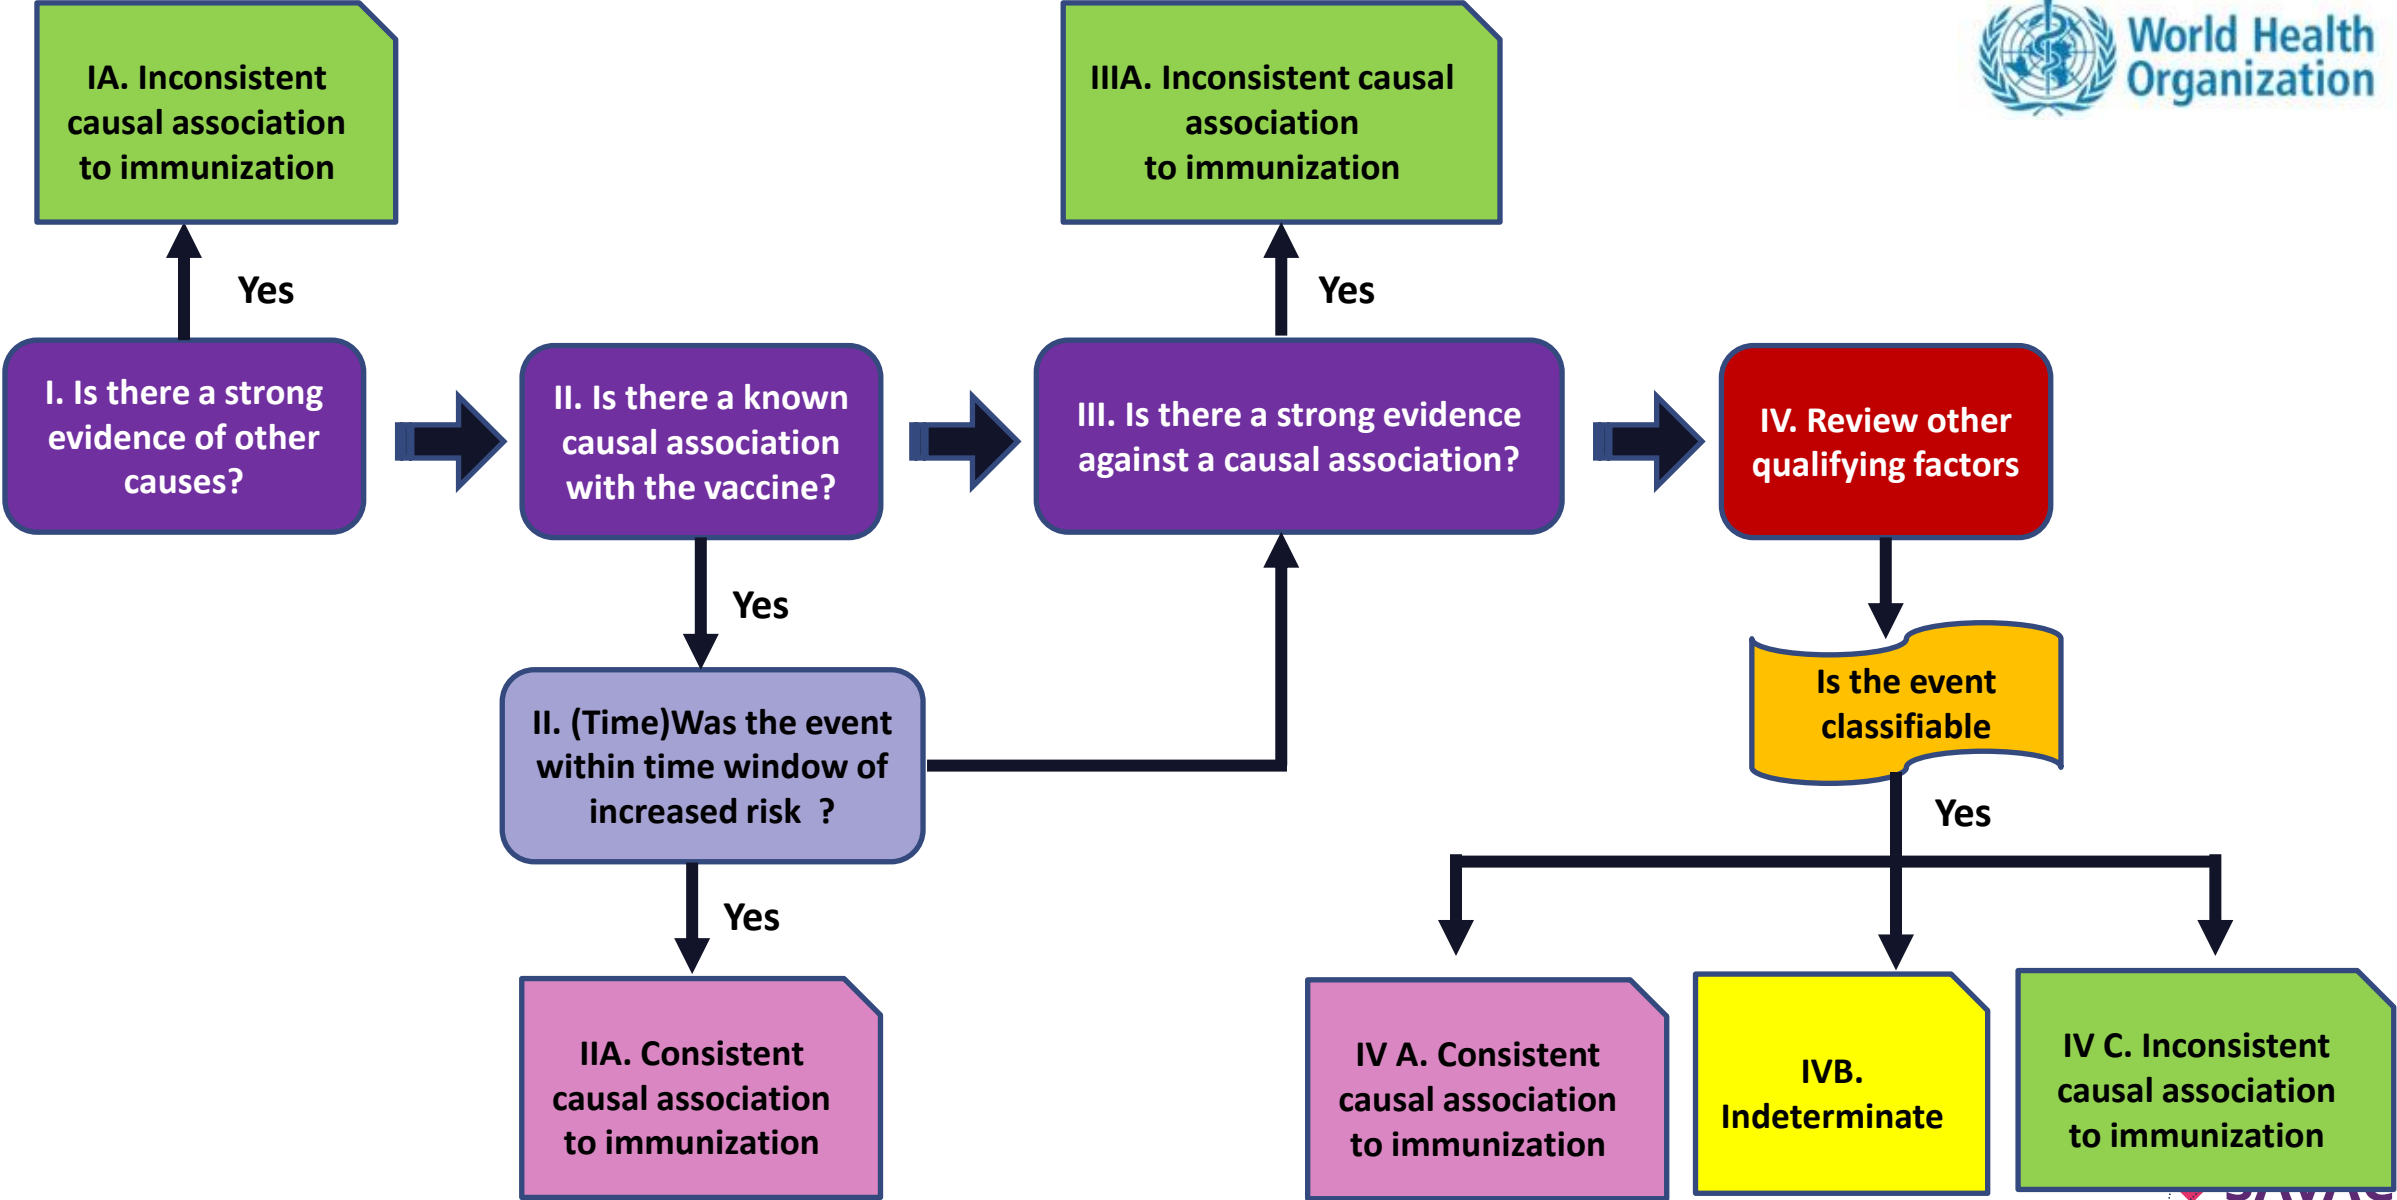 IA. Inconsistent
causal association
to immunization
IIIA. Inconsistent causal
association
to immunization
World Health
Organization
Yes
Yes
I. Is there a strong
evidence of other
causes?
II. Is there a known
causal association
with the vaccine?
III. Is there a strong evidence
against a causal association?
IV. Review other
qualifying factors
Yes
II. (Time)Was the event
within time window of
increased risk ?
Is the event
classifiable
Yes
Yes
IIA. Consistent
causal association
to immunization
IV A. Consistent
causal association
to immunization
IVB.
Indeterminate
IV C. Inconsistent
causal association
to immunization